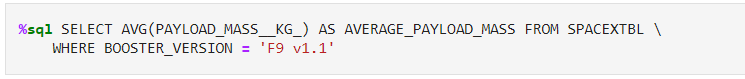 %sql SELECT AVG(PAYLOAD_MASS__KG_) AS AVERAGE_PAYLOAD_MASS FROM SPACEXTBL \
WHERE BOOSTER_VERSION = 'F9 v1.1'